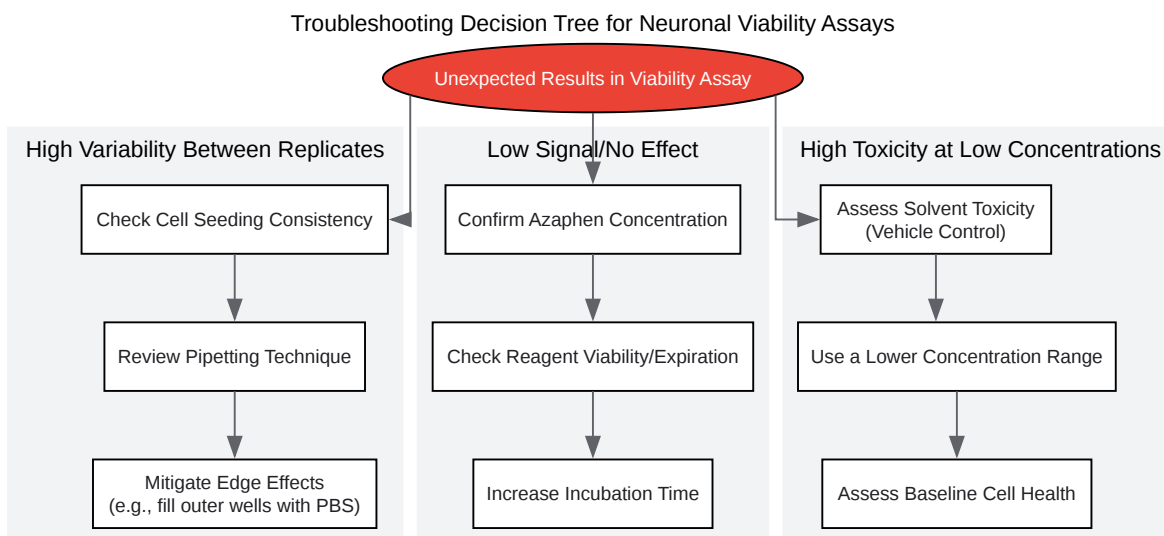 Troubleshooting Decision Tree for Neuronal Viability Assays
Unexpected Results in Viability Assay
High Variability Between Replicates
Check Cell Seeding Consistency
Review Pipetting Technique
Mitigate Edge Effects
(e.g., fill outer wells with PBS)
Low Signal/No Effect
Confirm Azaphen Concentration
Check Reagent Viability/Expiration
Increase Incubation Time
High Toxicity at Low Concentrations
Assess Solvent Toxicity
(Vehicle Control)
Use a Lower Concentration Range
Assess Baseline Cell Health